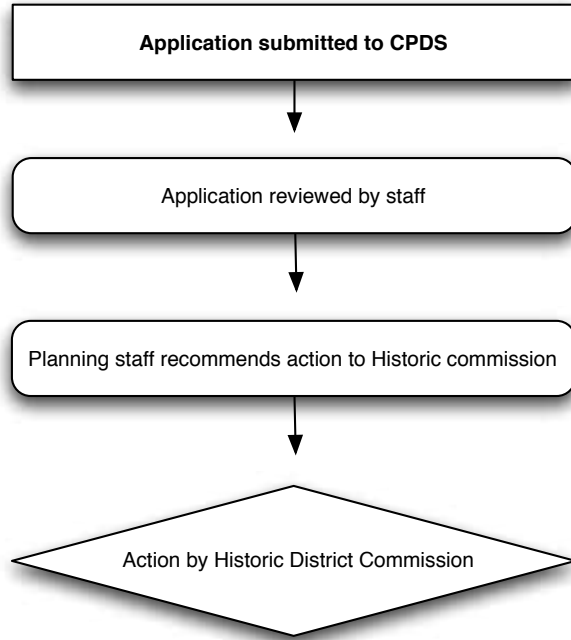 Application submitted to CPDS
Application reviewed by staff
Planning staff recommends action to Historic commission
Action by Historic District Commission